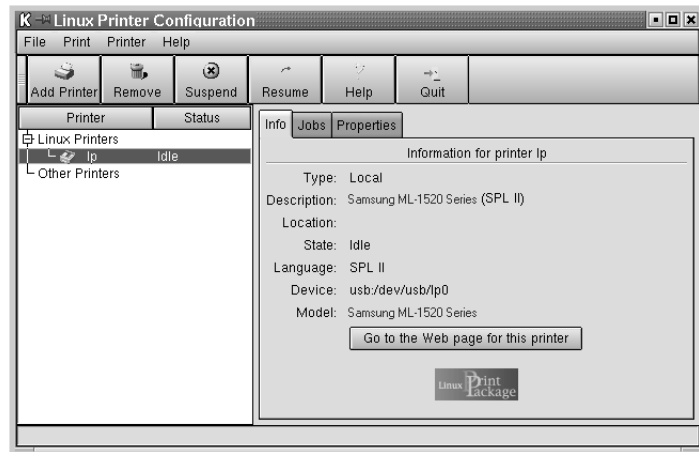 Linux Printer Configuration
File Print Printer Help
Add Printer Remove Suspend Resume Help Quit
Printer Status
Linux Printers
lp Idle
Other Printers
Info Jobs Properties
Information for printer lp
Type: Local
Description: Samsung ML-1520 Series (SPL II)
Location:
State: Idle
Language: SPL II
Device: usb:/dev/usb/lp0
Model: Samsung ML-1520 Series
Go to the Web page for this printer
Linux Print Package